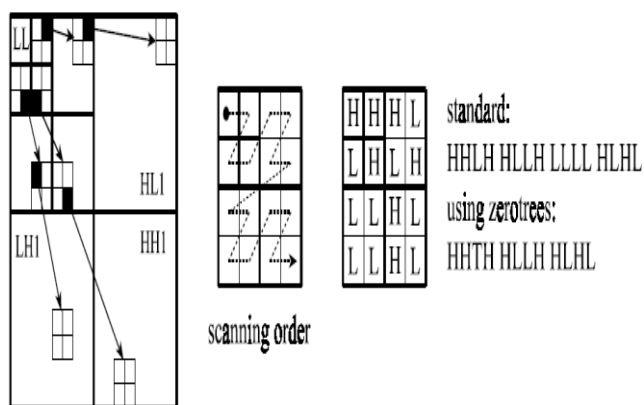 LL
HL1
LH1
HH1
scanning order
H H H L
L H L H
L L H L
L L H L
standard:
HHLH HLLH LLLL HLHL
using zerotrees:
HHTH HLLH HLHL